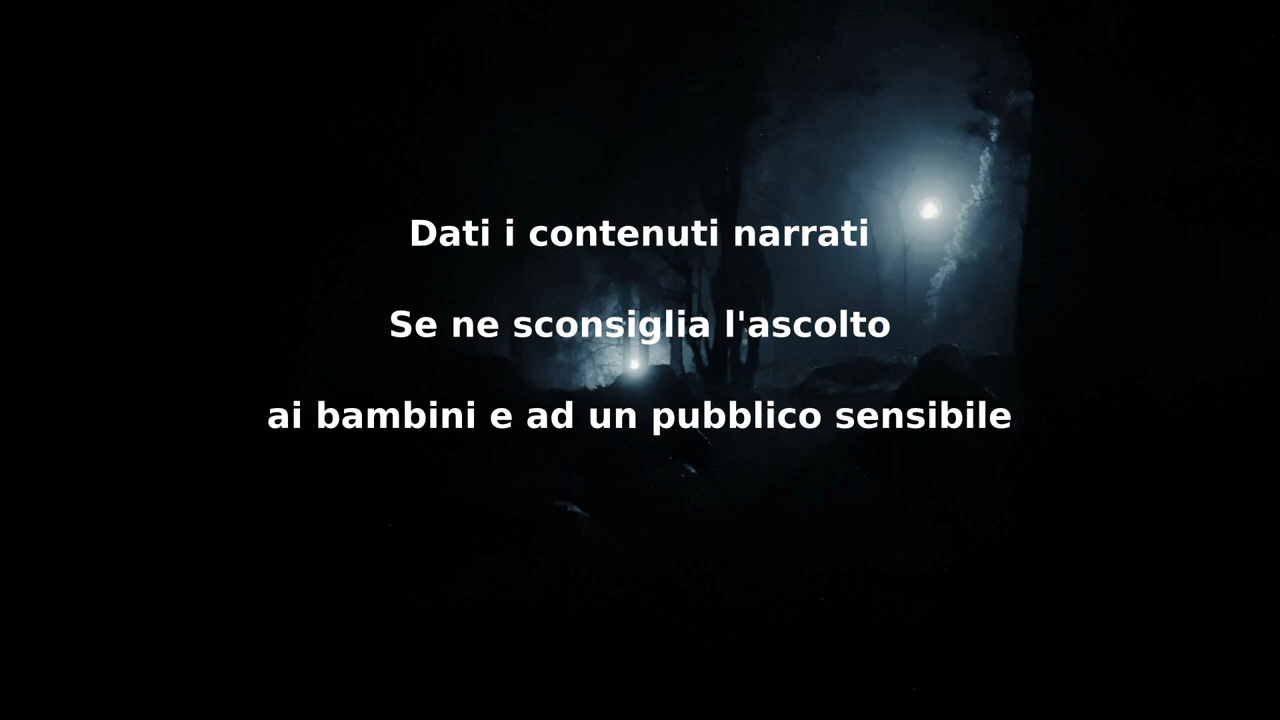 Dati i contenuti narrati
Se ne sconsiglia l'ascolto
ai bambini e ad un pubblico sensibile